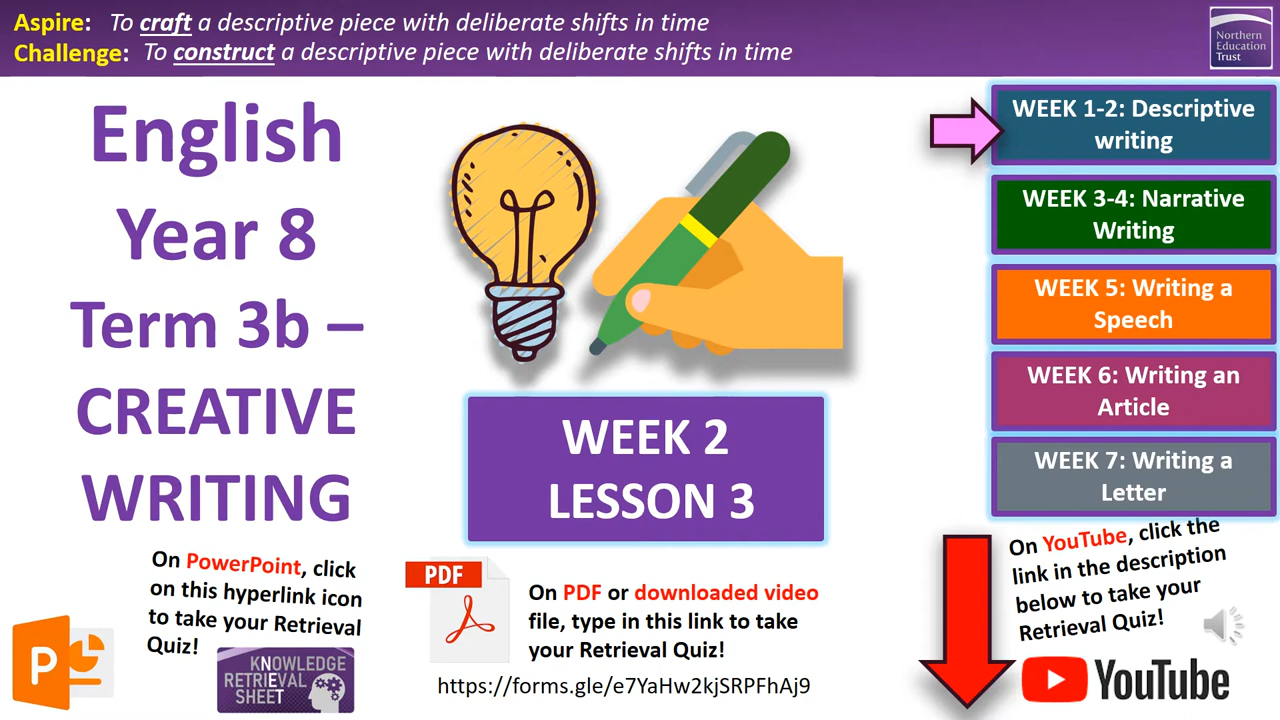 Aspire: To craft a descriptive piece with deliberate shifts in time
Challenge: To construct a descriptive piece with deliberate shifts in time
Northern
Education
Trust
English
Year 8
Term 3b –
CREATIVE
WRITING
WEEK 2
LESSON 3
WEEK 1-2: Descriptive
writing
WEEK 3-4: Narrative
Writing
WEEK 5: Writing a
Speech
WEEK 6: Writing an
Article
WEEK 7: Writing a
Letter
On PowerPoint, click
on this hyperlink icon
to take your Retrieval
Quiz!
P
KNOWLEDGE
RETRIEVAL
SHEET
PDF
On PDF or downloaded video
file, type in this link to take
your Retrieval Quiz!
https://forms.gle/e7YaHw2kjSRPFhAj9
On YouTube, click the
link in the description
below to take your
Retrieval Quiz!
YouTube